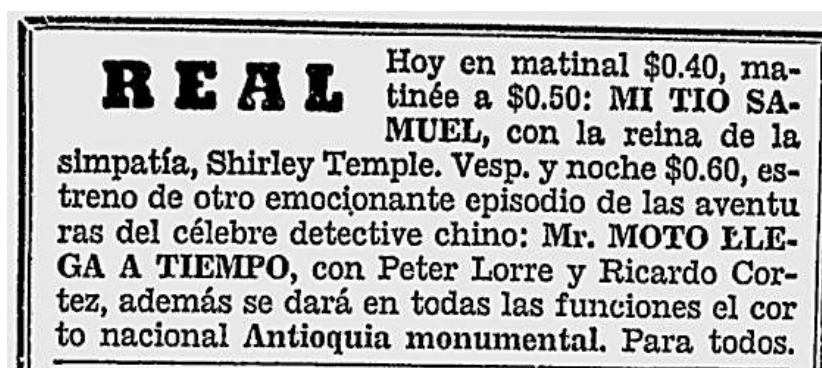 REAL
Hoy en matinal $0.40, ma-
tinée a $0.50: MI TIO SA-
MUEL, con la reina de la
simpatía, Shirley Temple. Vesp. y noche $0.60, es-
treno de otro emocionante episodio de las aventu
ras del célebre detective chino: Mr. MOTO LLE-
GA A TIEMPO, con Peter Lorre y Ricardo Cor-
tez, además se dará en todas las funciones el cor
to nacional Antioquia monumental. Para todos.